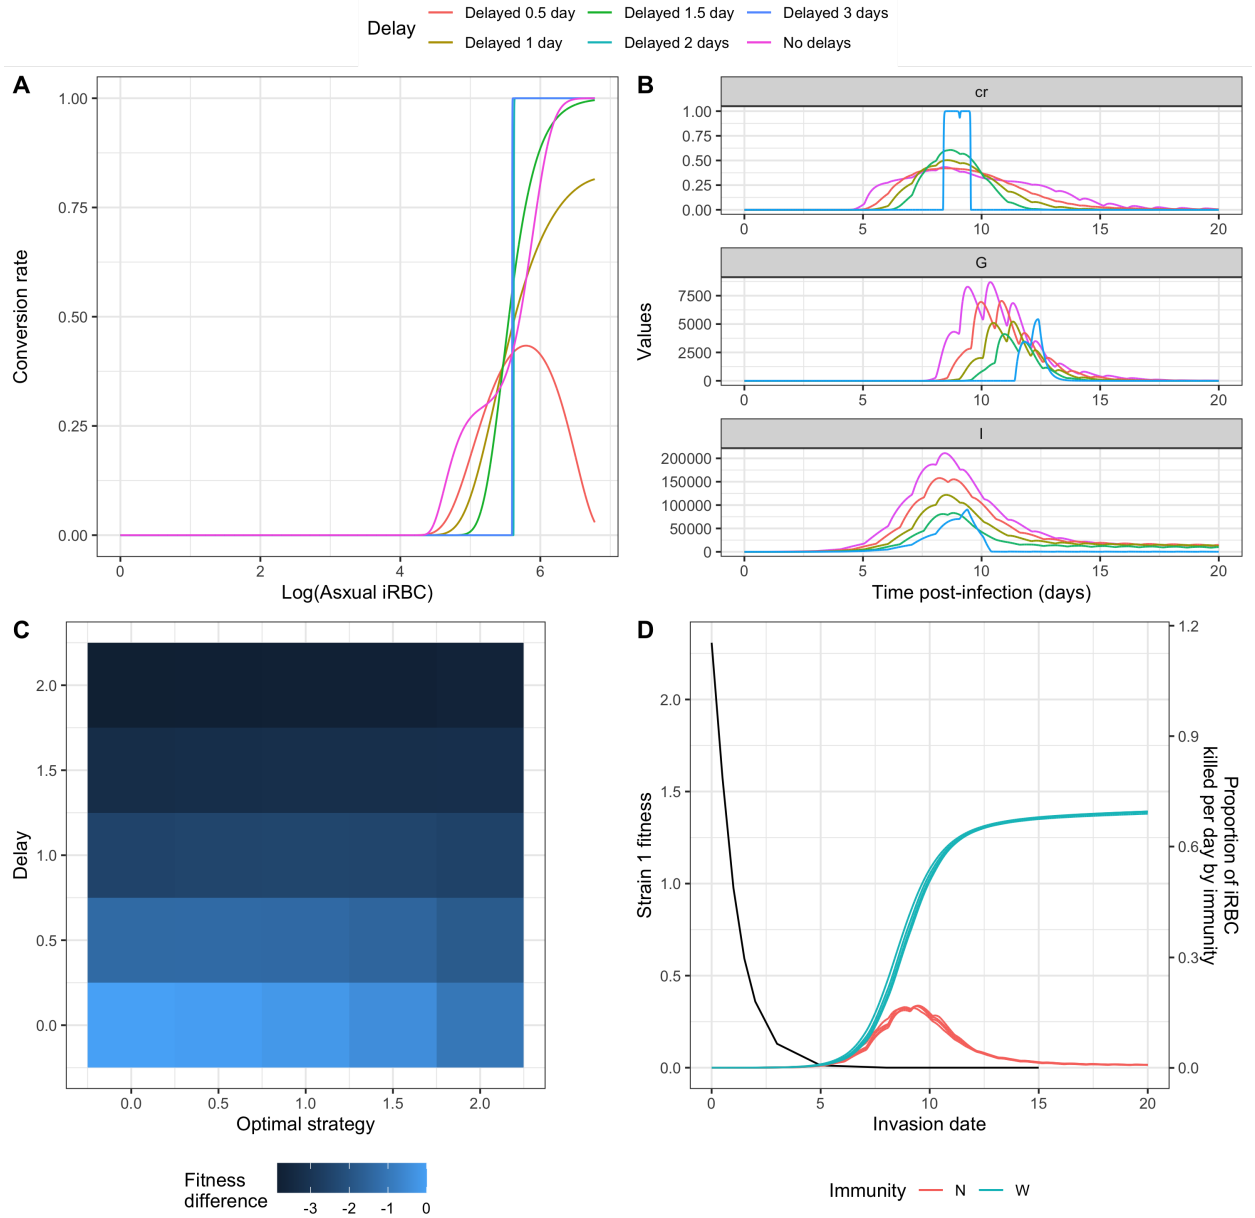 Delay
Delayed 0.5 day
Delayed 1.5 day
Delayed 3 days
Delayed 1 day
Delayed 2 days
No delays
A
1.00
0.75
0.50
0.25
0.00
Conversion rate
0 2 4 6
Log(Asxual iRBC)
B
cr
1.00
0.75
0.50
0.25
0.00
0 5 10 15 20
G
7500
5000
2500
0
0 5 10 15 20
Values
I
200000
150000
100000
50000
0
0 5 10 15 20
Time post-infection (days)
C
2.0
1.5
1.0
0.5
0.0
Delay
0.0 0.5 1.0 1.5 2.0
Optimal strategy
Fitness
difference
-3 -2 -1 0
D
2.0
1.5
1.0
0.5
0.0
Strain 1 fitness
1.2
0.9
0.6
0.3
0.0
Proportion of iRBC
killed per day by immunity
0 5 10 15 20
Invasion date
Immunity N W